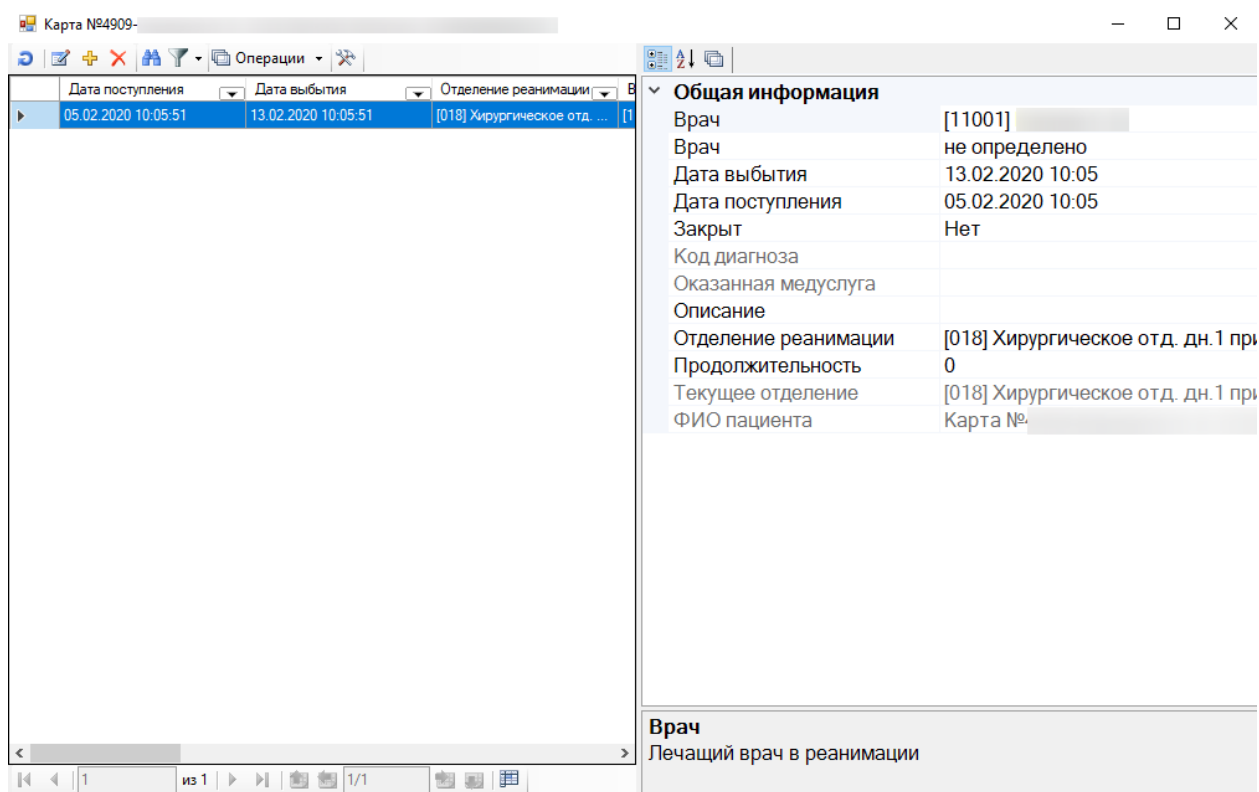 Карта №4909-
Операции
Дата поступления Дата выбытия Отделение реанимации В
05.02.2020 10:05:51 13.02.2020 10:05:51 [018] Хирургическое отд. ... [1
1 из 1 1/1
Общая информация
Врач [11001]
Врач не определено
Дата выбытия 13.02.2020 10:05
Дата поступления 05.02.2020 10:05
Закрыт Нет
Код диагноза
Оказанная медуслуга
Описание
Отделение реанимации [018] Хирургическое отд. дн.1 при
Продолжительность 0
Текущее отделение [018] Хирургическое отд. дн.1 при
ФИО пациента Карта №
Врач
Лечащий врач в реанимации